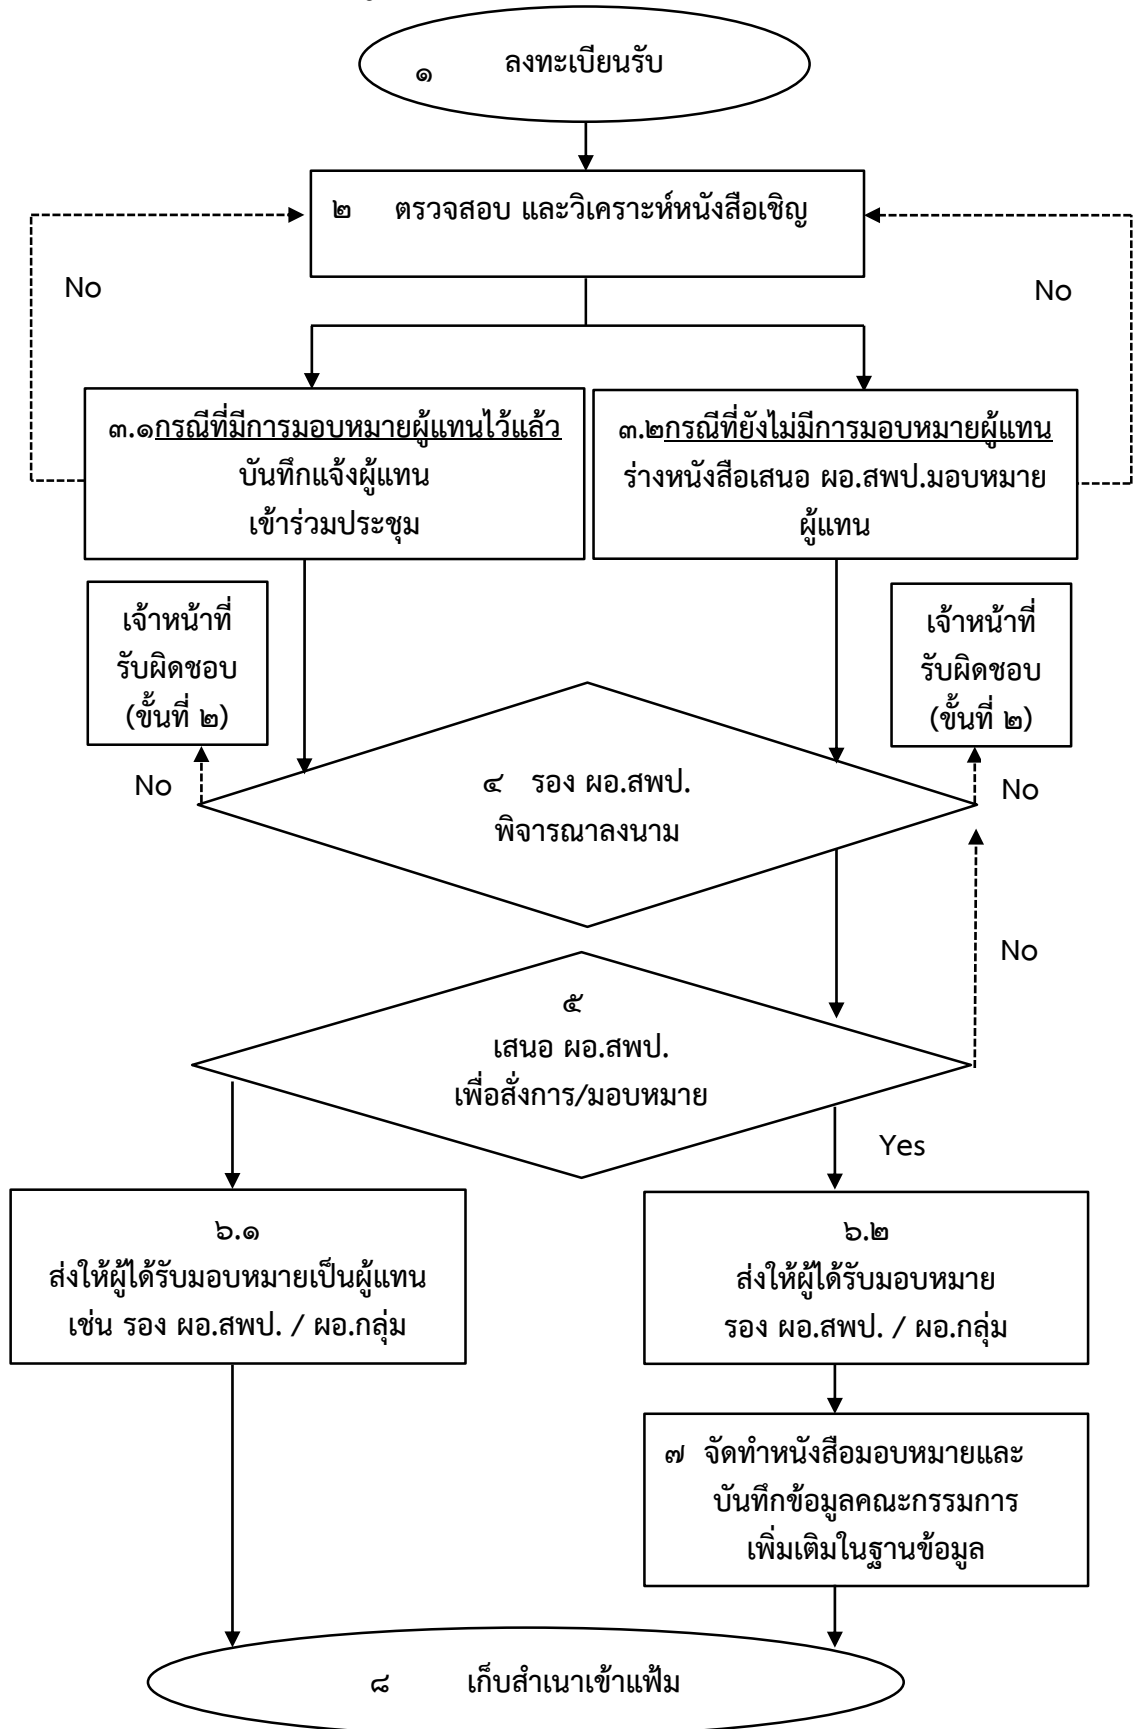 ๑ ลงทะเบียนรับ
๒ ตรวจสอบ และวิเคราะห์หนังสือเชิญ
No
No
๓.๑กรณีที่มีการมอบหมายผู้แทนไว้แล้ว
บันทึกแจ้งผู้แทน
เข้าร่วมประชุม
๓.๒กรณีที่ยังไม่มีการมอบหมายผู้แทน
ร่างหนังสือเสนอ ผอ.สพป.มอบหมาย
ผู้แทน
เจ้าหน้าที่
รับผิดชอบ
(ขั้นที่ ๒)
เจ้าหน้าที่
รับผิดชอบ
(ขั้นที่ ๒)
No
๔ รอง ผอ.สพป.
พิจารณาลงนาม
No
No
๕
เสนอ ผอ.สพป.
เพื่อสั่งการ/มอบหมาย
Yes
๖.๑
ส่งให้ผู้ได้รับมอบหมายเป็นผู้แทน
เช่น รอง ผอ.สพป. / ผอ.กลุ่ม
๖.๒
ส่งให้ผู้ได้รับมอบหมาย
รอง ผอ.สพป. / ผอ.กลุ่ม
๗ จัดทำหนังสือมอบหมายและ
บันทึกข้อมูลคณะกรรมการ
เพิ่มเติมในฐานข้อมูล
๘ เก็บสำเนาเข้าแฟ้ม